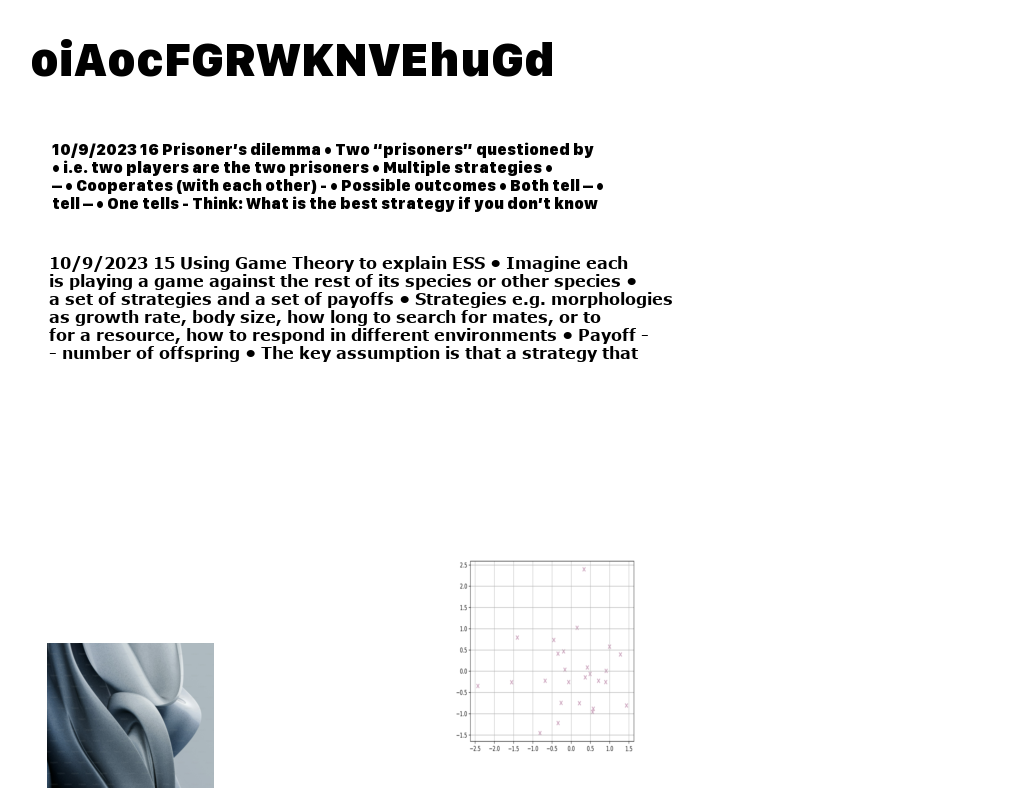 oiAocFGRWKNVEhuGd
10/9/2023 16 Prisoner’s dilemma • Two “prisoners” questioned by
• i.e. two players are the two prisoners • Multiple strategies •
– • Cooperates (with each other) - • Possible outcomes • Both tell – •
tell – • One tells - Think: What is the best strategy if you don’t know
10/9/2023 15 Using Game Theory to explain ESS • Imagine each
is playing a game against the rest of its species or other species •
a set of strategies and a set of payoffs • Strategies e.g. morphologies
as growth rate, body size, how long to search for mates, or to
for a resource, how to respond in different environments • Payoff -
- number of offspring • The key assumption is that a strategy that
2.5
2.0
1.5
1.0
0.5
0.0
−0.5
−1.0
−1.5
−2.5 −2.0 −1.5 −1.0 −0.5 0.0 0.5 1.0 1.5